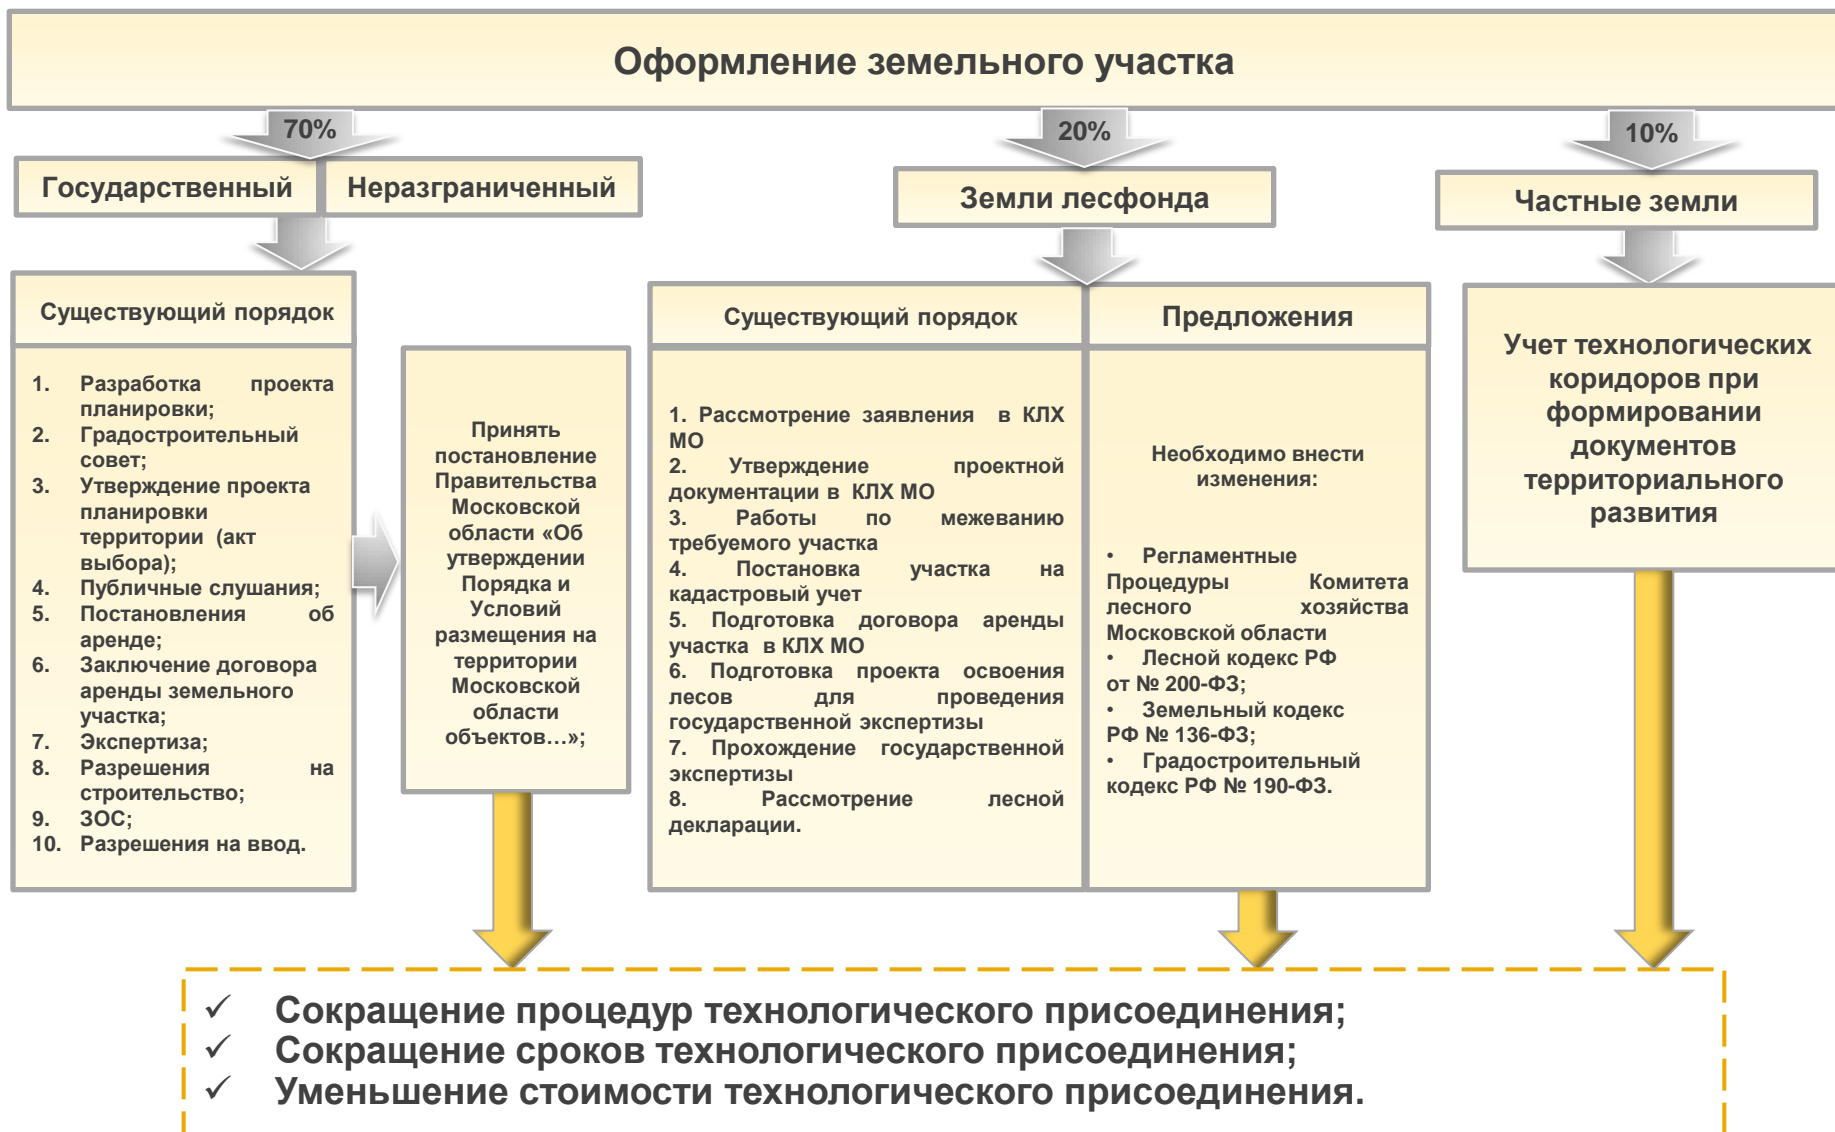 Оформление земельного участка
70%
20%
10%
Государственный
Неразграниченный
Земли лесфонда
Частные земли
Существующий порядок
1. Разработка проекта
планировки;
2. Градостроительный
совет;
3. Утверждение проекта
планировки
территории (акт
выбора);
4. Публичные слушания;
5. Постановления об
аренде;
6. Заключение договора
аренды земельного
участка;
7. Экспертиза;
8. Разрешения на
строительство;
9. ЗОС;
10. Разрешения на ввод.
Принять
постановление
Правительства
Московской
области «Об
утверждении
Порядка и
Условий
размещения на
территории
Московской
области
объектов…»;
Существующий порядок
1. Рассмотрение заявления в КЛХ
МО
2. Утверждение проектной
документации в КЛХ МО
3. Работы по межеванию
требуемого участка
4. Постановка участка на
кадастровый учет
5. Подготовка договора аренды
участка в КЛХ МО
6. Подготовка проекта освоения
лесов для проведения
государственной экспертизы
7. Прохождение государственной
экспертизы
8. Рассмотрение лесной
декларации.
Предложения
Необходимо внести
изменения:
• Регламентные
Процедуры Комитета
лесного хозяйства
Московской области
• Лесной кодекс РФ
от № 200-ФЗ;
• Земельный кодекс
РФ № 136-ФЗ;
• Градостроительный
кодекс РФ № 190-ФЗ.
Учет технологических
коридоров при
формировании
документов
территориального
развития
✓ Сокращение процедур технологического присоединения;
✓ Сокращение сроков технологического присоединения;
✓ Уменьшение стоимости технологического присоединения.